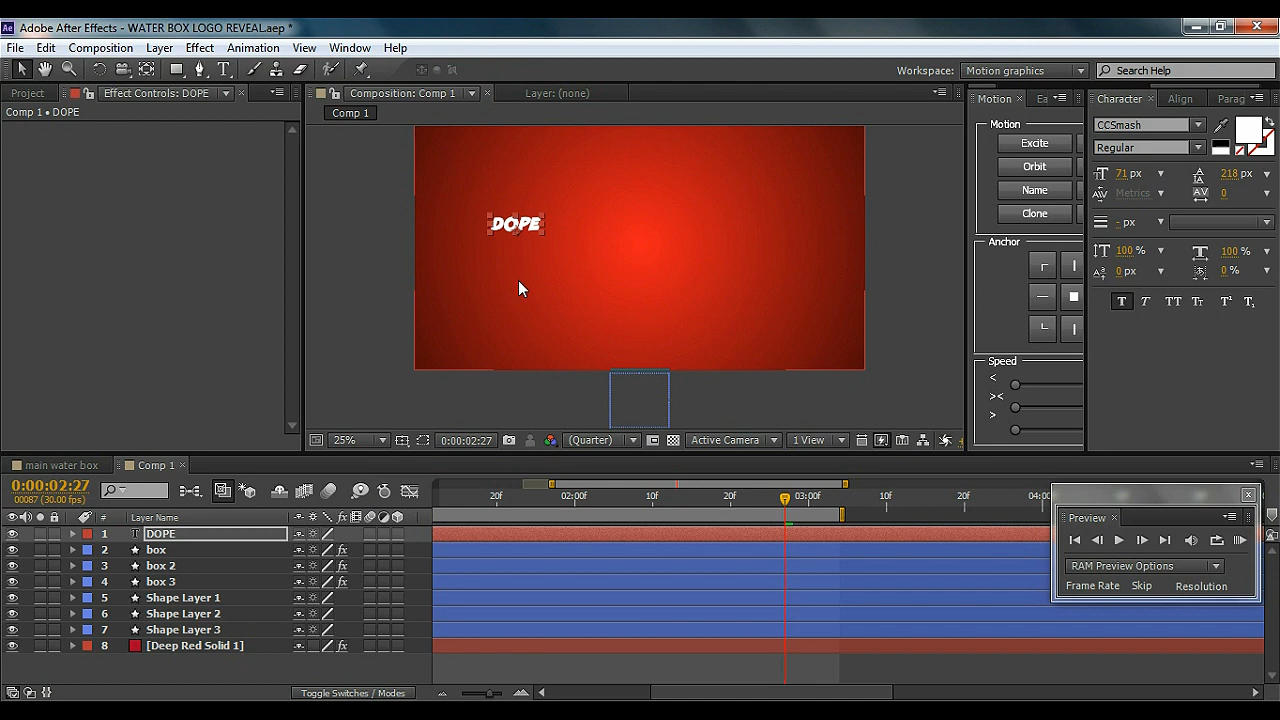 Adobe After Effects - WATER BOX LOGO REVEAL.aep *
File Edit Composition Layer Effect Animation View Window Help
Workspace: Motion graphics Search Help
Project Effect Controls: DOPE
Comp 1 • DOPE
Composition: Comp 1 Layer: (none)
Comp 1
DOPE
25% 0:00:02:27 (Quarter) Active Camera 1 View
Motion Ea
Motion
Excite
Orbit
Name
Clone
Anchor
Speed
<
><
>
Character Align Parag
CCSmash
Regular
71 px 218 px
Metrics 0
- px
100 % 100 %
0 px 0 %
T T TT Tt T¹ T₁
main water box Comp 1
0:00:02:27
00087 (30.00 fps)
20f 02:00f 10f 20f 03:00f 10f 20f 04:00
# Layer Name
1 T DOPE
2 box
3 box 2
4 box 3
5 Shape Layer 1
6 Shape Layer 2
7 Shape Layer 3
8 [Deep Red Solid 1]
Toggle Switches / Modes
Preview
RAM Preview Options
Frame Rate Skip Resolution